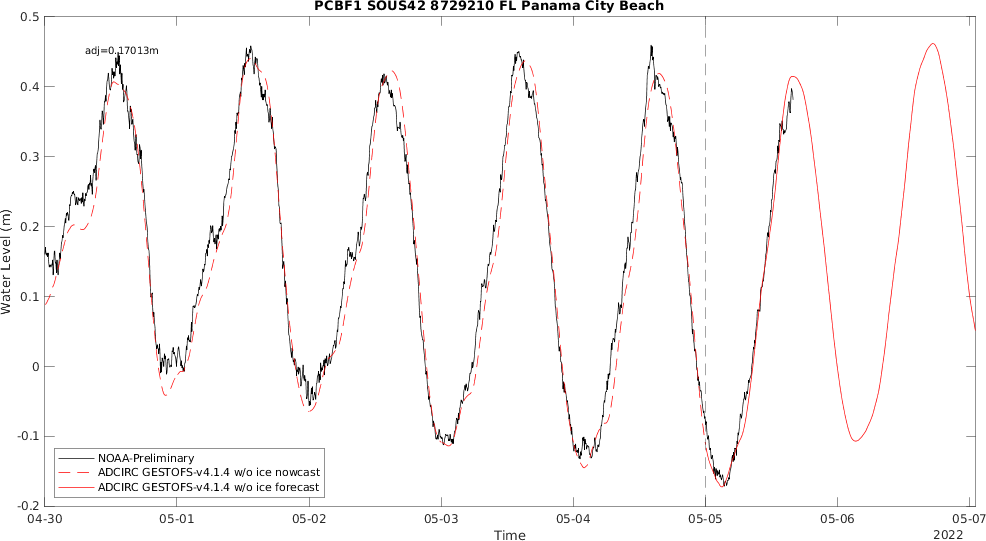 PCBF1 SOUS42 8729210 FL Panama City Beach
0.5
adj=0.17013m
0.4
0.3
0.2
0.1
0
-0.1
-0.2
Water Level (m)
NOAA-Preliminary
ADCIRC GESTOFS-v4.1.4 w/o ice nowcast
ADCIRC GESTOFS-v4.1.4 w/o ice forecast
04-30 05-01 05-02 05-03 05-04 05-05 05-06 05-07
Time
2022